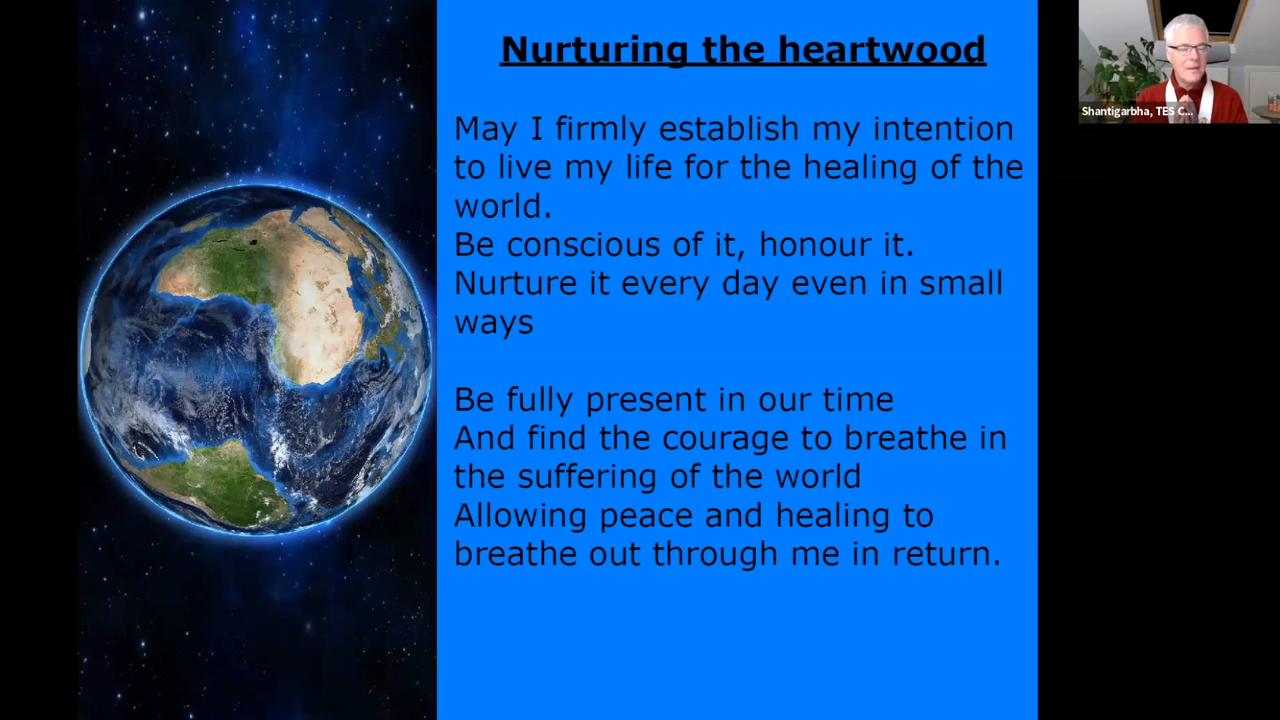 Nurturing the heartwood
May I firmly establish my intention
to live my life for the healing of the
world.
Be conscious of it, honour it.
Nurture it every day even in small
ways
Be fully present in our time
And find the courage to breathe in
the suffering of the world
Allowing peace and healing to
breathe out through me in return.
Shantigarbha, TES C...